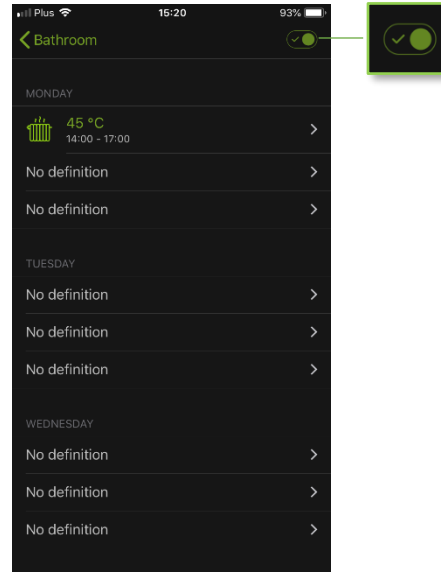 Plus 15:20 93%
Bathroom
MONDAY
45 °C
14:00 - 17:00
No definition
No definition
TUESDAY
No definition
No definition
No definition
WEDNESDAY
No definition
No definition
No definition